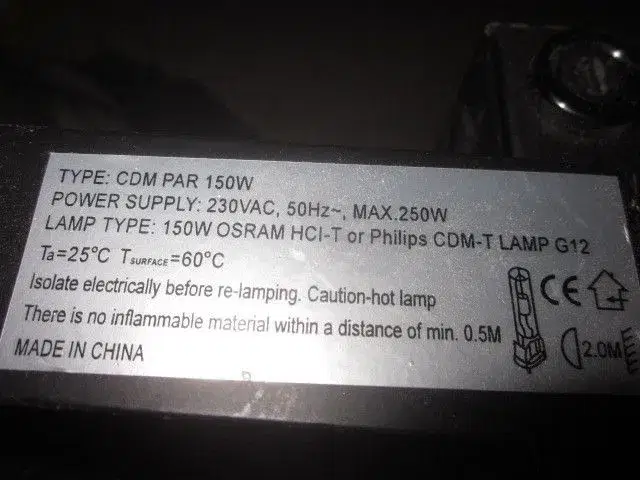 TYPE: CDM PAR 150W
POWER SUPPLY: 230VAC, 50Hz~, MAX.250W
LAMP TYPE: 150W OSRAM HCI-T or Philips CDM-T LAMP G12
Ta=25°C TSURFACE=60°C
Isolate electrically before re-lamping. Caution-hot lamp
CE
There is no inflammable material within a distance of min. 0.5M
2.0M
MADE IN CHINA